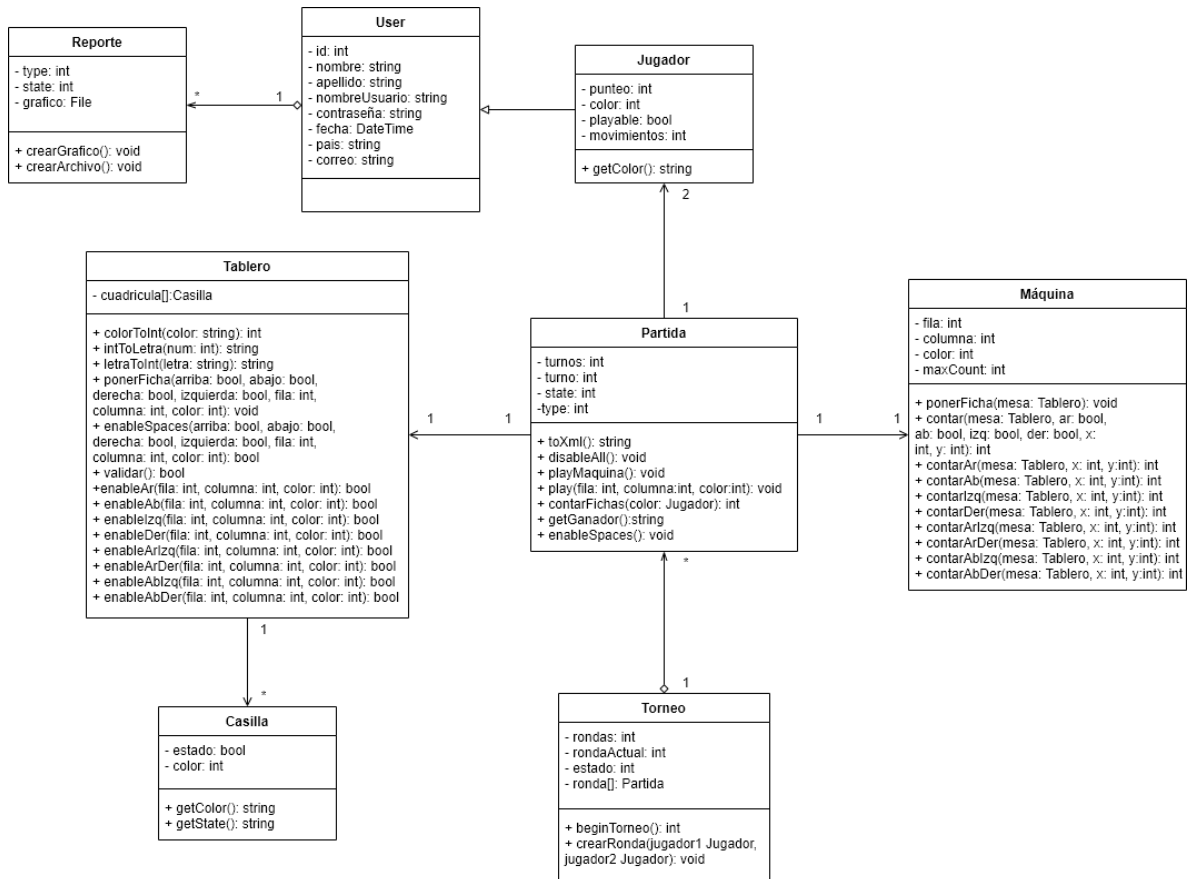 Reporte
- type: int
- state: int
- grafico: File
+ crearGrafico(): void
+ crearArchivo(): void
*
1
User
- id: int
- nombre: string
- apellido: string
- nombreUsuario: string
- contraseña: string
- fecha: DateTime
- pais: string
- correo: string
Jugador
- punteo: int
- color: int
- playable: bool
- movimientos: int
+ getColor(): string
2
1
Tablero
- cuadricula[]:Casilla
+ colorToInt(color: string): int
+ intToLetra(num: int): string
+ letraToInt(letra: string): string
+ ponerFicha(arriba: bool, abajo: bool,
derecha: bool, izquierda: bool, fila: int,
columna: int, color: int): void
+ enableSpaces(arriba: bool, abajo: bool,
derecha: bool, izquierda: bool, fila: int,
columna: int, color: int): bool
+ validar(): bool
+enableAr(fila: int, columna: int, color: int): bool
+ enableAb(fila: int, columna: int, color: int): bool
+ enableIzq(fila: int, columna: int, color: int): bool
+ enableDer(fila: int, columna: int, color: int): bool
+ enableArIzq(fila: int, columna: int, color: int): bool
+ enableArDer(fila: int, columna: int, color: int): bool
+ enableAbIzq(fila: int, columna: int, color: int): bool
+ enableAbDer(fila: int, columna: int, color: int): bool
1
1
Partida
- turnos: int
- turno: int
- state: int
-type: int
+ toXml(): string
+ disableAll(): void
+ playMaquina(): void
+ play(fila: int, columna:int, color:int): void
+ contarFichas(color: Jugador): int
+ getGanador():string
+ enableSpaces(): void
1
1
Máquina
- fila: int
- columna: int
- color: int
- maxCount: int
+ ponerFicha(mesa: Tablero): void
+ contar(mesa: Tablero, ar: bool,
ab: bool, izq: bool, der: bool, x:
int, y: int): int
+ contarAr(mesa: Tablero, x: int, y:int): int
+ contarAb(mesa: Tablero, x: int, y:int): int
+ contarIzq(mesa: Tablero, x: int, y:int): int
+ contarDer(mesa: Tablero, x: int, y:int): int
+ contarArIzq(mesa: Tablero, x: int, y:int): int
+ contarArDer(mesa: Tablero, x: int, y:int): int
+ contarAbIzq(mesa: Tablero, x: int, y:int): int
+ contarAbDer(mesa: Tablero, x: int, y:int): int
1
*
Casilla
- estado: bool
- color: int
+ getColor(): string
+ getState(): string
*
1
Torneo
- rondas: int
- rondaActual: int
- estado: int
- ronda[]: Partida
+ beginTorneo(): int
+ crearRonda(jugador1 Jugador,
jugador2 Jugador): void